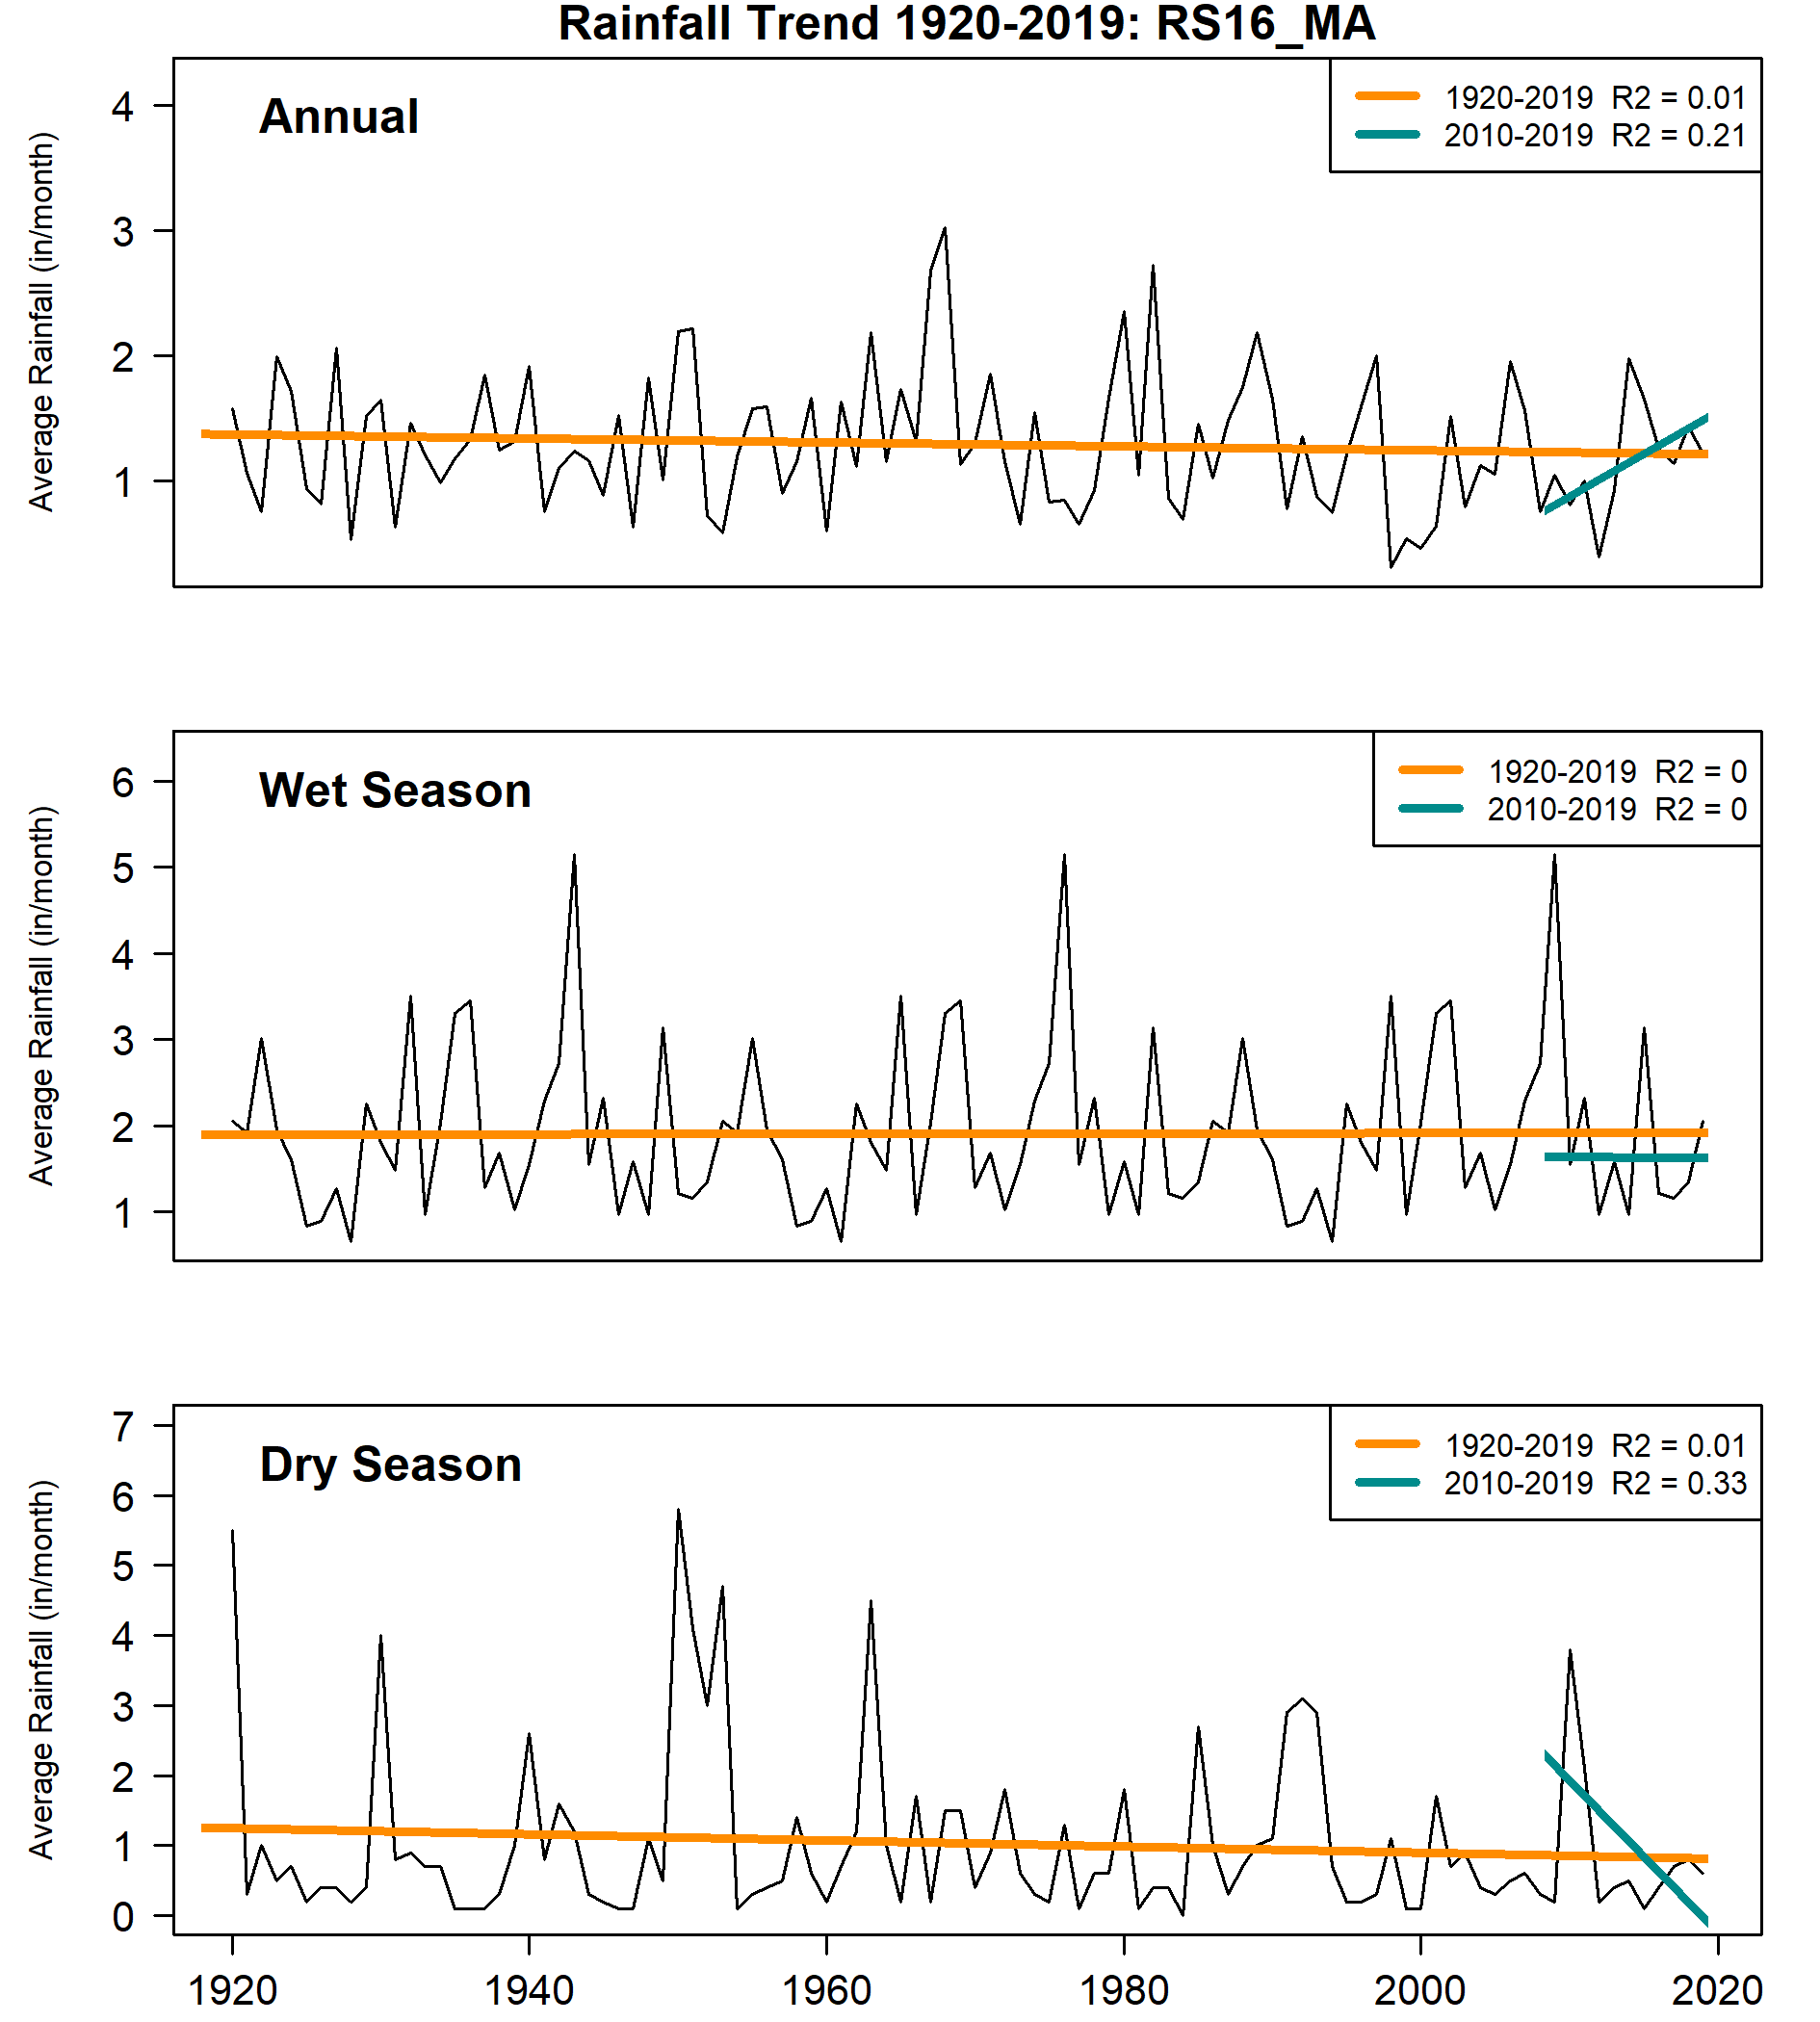 Rainfall Trend 1920-2019: RS16_MA
Annual
1920-2019 R2 = 0.01
2010-2019 R2 = 0.21
Average Rainfall (in/month)
4
3
2
1
Wet Season
1920-2019 R2 = 0
2010-2019 R2 = 0
Average Rainfall (in/month)
6
5
4
3
2
1
Dry Season
1920-2019 R2 = 0.01
2010-2019 R2 = 0.33
Average Rainfall (in/month)
7
6
5
4
3
2
1
0
1920 1940 1960 1980 2000 2020